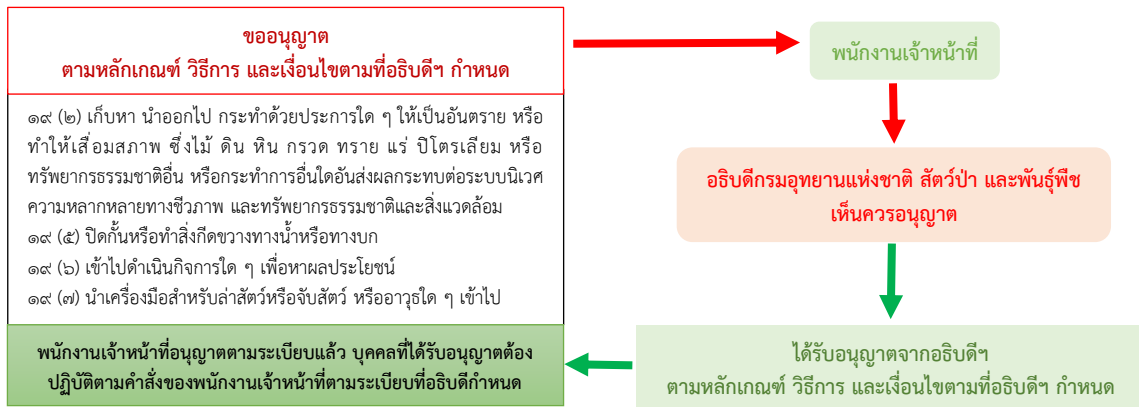 ขออนุญาต
ตามหลักเกณฑ์ วิธีการ และเงื่อนไขตามที่อธิบดีฯ กำหนด
๑๙ (๒) เก็บหา นำออกไป กระทำด้วยประการใด ๆ ให้เป็นอันตราย หรือ
ทำให้เสื่อมสภาพ ซึ่งไม้ ดิน หิน กรวด ทราย แร่ ปิโตรเลียม หรือ
ทรัพยากรธรรมชาติอื่น หรือกระทำการอื่นใดอันส่งผลกระทบต่อระบบนิเวศ
ความหลากหลายทางชีวภาพ และทรัพยากรธรรมชาติและสิ่งแวดล้อม
๑๙ (๕) ปิดกั้นหรือทำสิ่งกีดขวางทางน้ำหรือทางบก
๑๙ (๖) เข้าไปดำเนินกิจการใด ๆ เพื่อหาผลประโยชน์
๑๙ (๗) นำเครื่องมือสำหรับล่าสัตว์หรือจับสัตว์ หรืออาวุธใด ๆ เข้าไป
พนักงานเจ้าหน้าที่อนุญาตตามระเบียบแล้ว บุคคลที่ได้รับอนุญาตต้อง
ปฏิบัติตามคำสั่งของพนักงานเจ้าหน้าที่ตามระเบียบที่อธิบดีกำหนด
พนักงานเจ้าหน้าที่
อธิบดีกรมอุทยานแห่งชาติ สัตว์ป่า และพันธุ์พืช
เห็นควรอนุญาต
ได้รับอนุญาตจากอธิบดีฯ
ตามหลักเกณฑ์ วิธีการ และเงื่อนไขตามที่อธิบดีฯ กำหนด